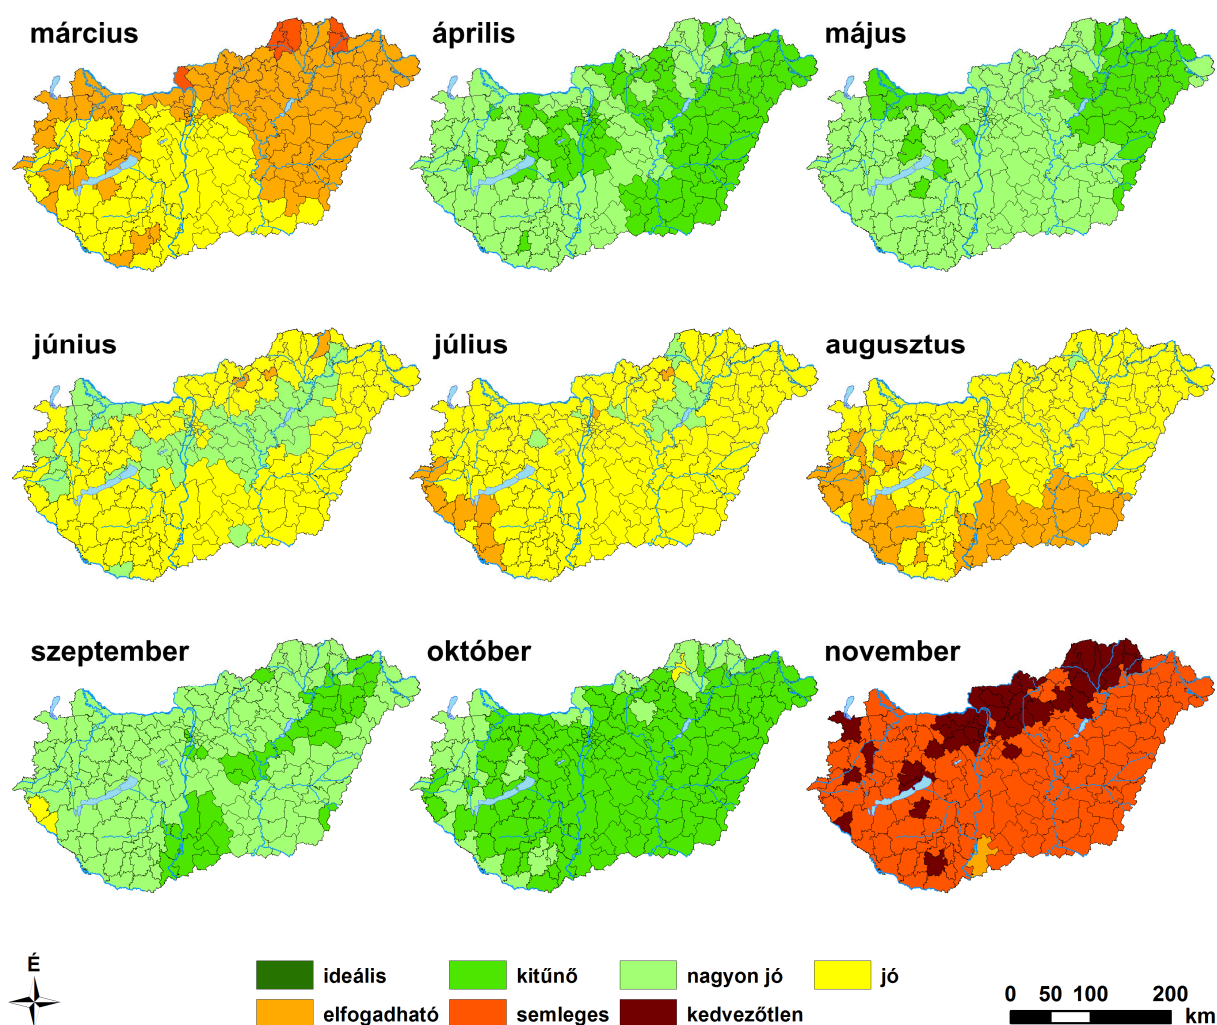 március
április
május
június
július
augusztus
szeptember
október
november
É
ideális
kitűnő
nagyon jó
jó
elfogadható
semleges
kedvezőtlen
0 50 100 200
km